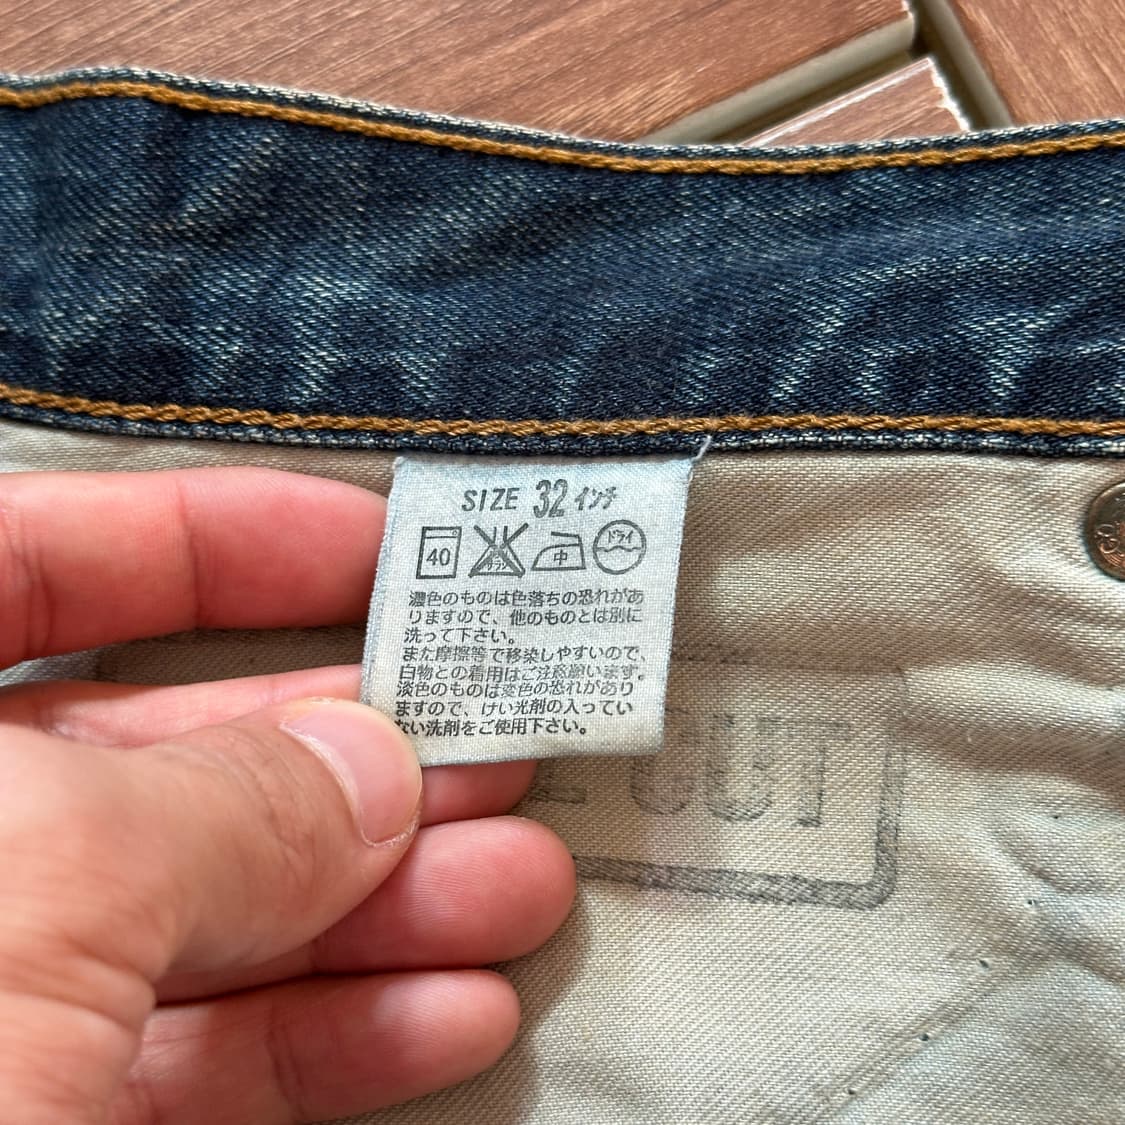 SIZE 32 インチ
40 サラシ 中 ドライ
濃色のものは色落ちの恐れがあ
りますので、他のものとは別に
洗って下さい。
また摩擦等で移染しやすいので、
白物との着用はご注意願います。
淡色のものは変色の恐れがあり
ますので、けい光剤の入ってい
ない洗剤をご使用下さい。
CUT